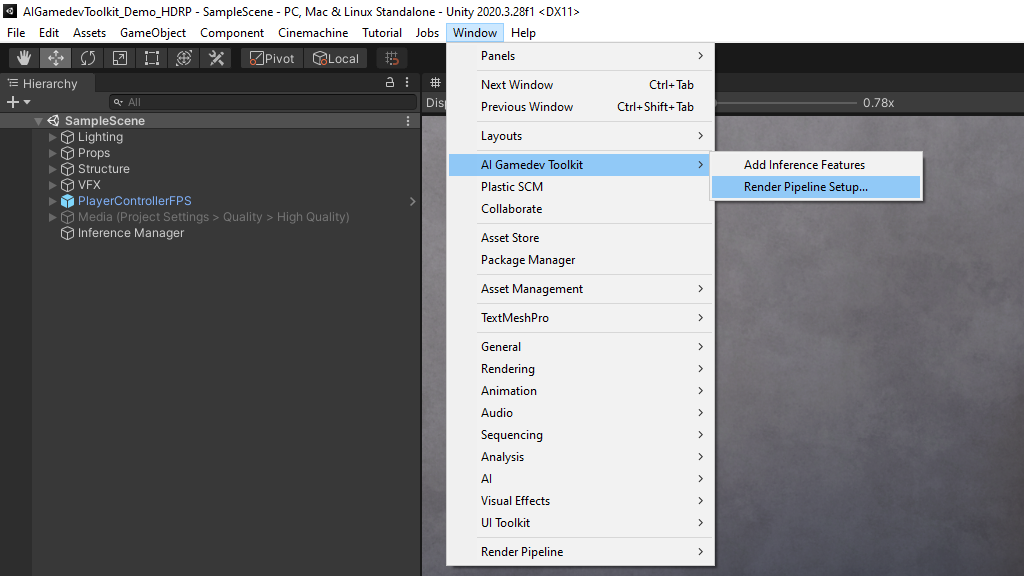 AIGamedevToolkit_Demo_HDRP - SampleScene - PC, Mac & Linux Standalone - Unity 2020.3.28f1 <DX11>
File Edit Assets GameObject Component Cinemachine Tutorial Jobs Window Help
Pivot Local
Hierarchy
All
SampleScene
Lighting
Props
Structure
VFX
PlayerControllerFPS
Media (Project Settings > Quality > High Quality)
Inference Manager
0.78x
Panels
Next Window Ctrl+Tab
Previous Window Ctrl+Shift+Tab
Layouts
AI Gamedev Toolkit
Plastic SCM
Collaborate
Asset Store
Package Manager
Asset Management
TextMeshPro
General
Rendering
Animation
Audio
Sequencing
Analysis
AI
Visual Effects
UI Toolkit
Render Pipeline
Add Inference Features
Render Pipeline Setup...